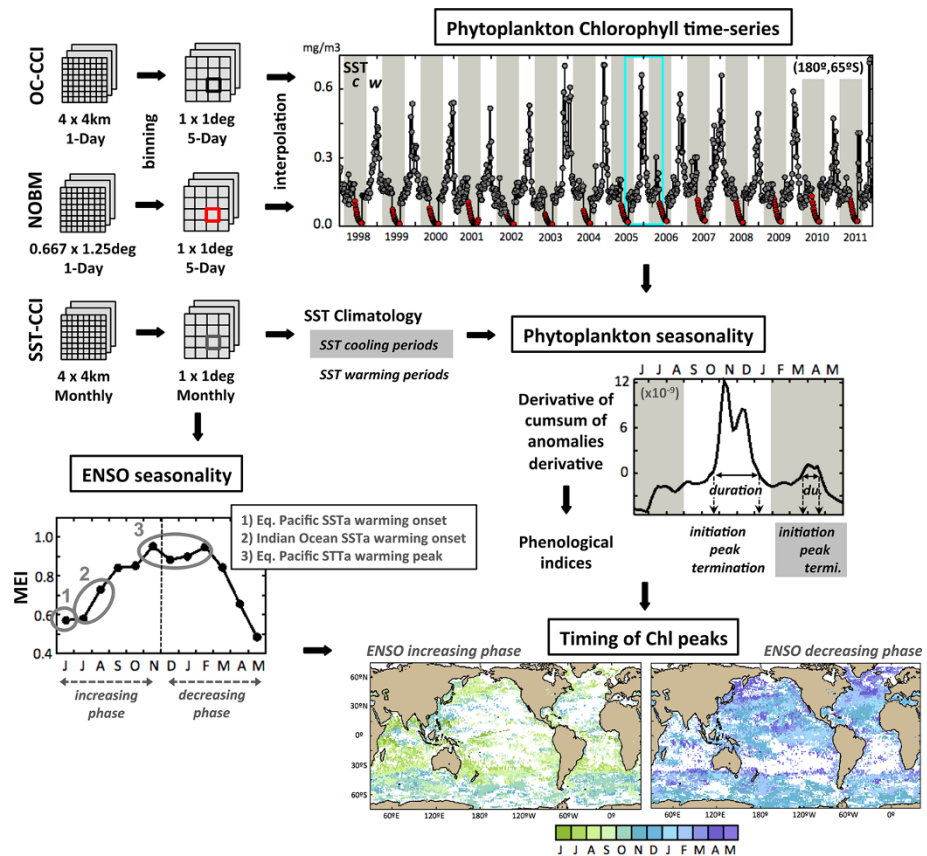 Phytoplankton Chlorophyll time-series
OC-CCI
4 x 4km
1-Day
binning
1 x 1deg
5-Day
interpolation
mg/m3
0.6
0.3
0.0
SST
c w
(180º,65ºS)
1998 1999 2000 2001 2002 2003 2004 2005 2006 2007 2008 2009 2010 2011
NOBM
0.667 x 1.25deg
1-Day
1 x 1deg
5-Day
SST-CCI
4 x 4km
Monthly
1 x 1deg
Monthly
SST Climatology
SST cooling periods
SST warming periods
Phytoplankton seasonality
J J A S O N D J F M A M
12
6
0
(x10-9)
duration
du
Derivative of
cumsum of
anomalies
derivative
Phenological
indices
initiation
peak
termination
initiation
peak
termi.
ENSO seasonality
1) Eq. Pacific SSTa warming onset
2) Indian Ocean SSTa warming onset
3) Eq. Pacific STTa warming peak
MEI
1.0
0.8
0.6
0.4
1
2
3
J J A S O N D J F M A M
increasing
phase
decreasing
phase
Timing of Chl peaks
ENSO increasing phase
ENSO decreasing phase
60ºN
30ºN
0º
30ºS
60ºS
60ºE 120ºE 180ºW 120ºW 60ºW 0º
60ºE 120ºE 180ºW 120ºW 60ºW 0º
J J A S O N D J F M A M